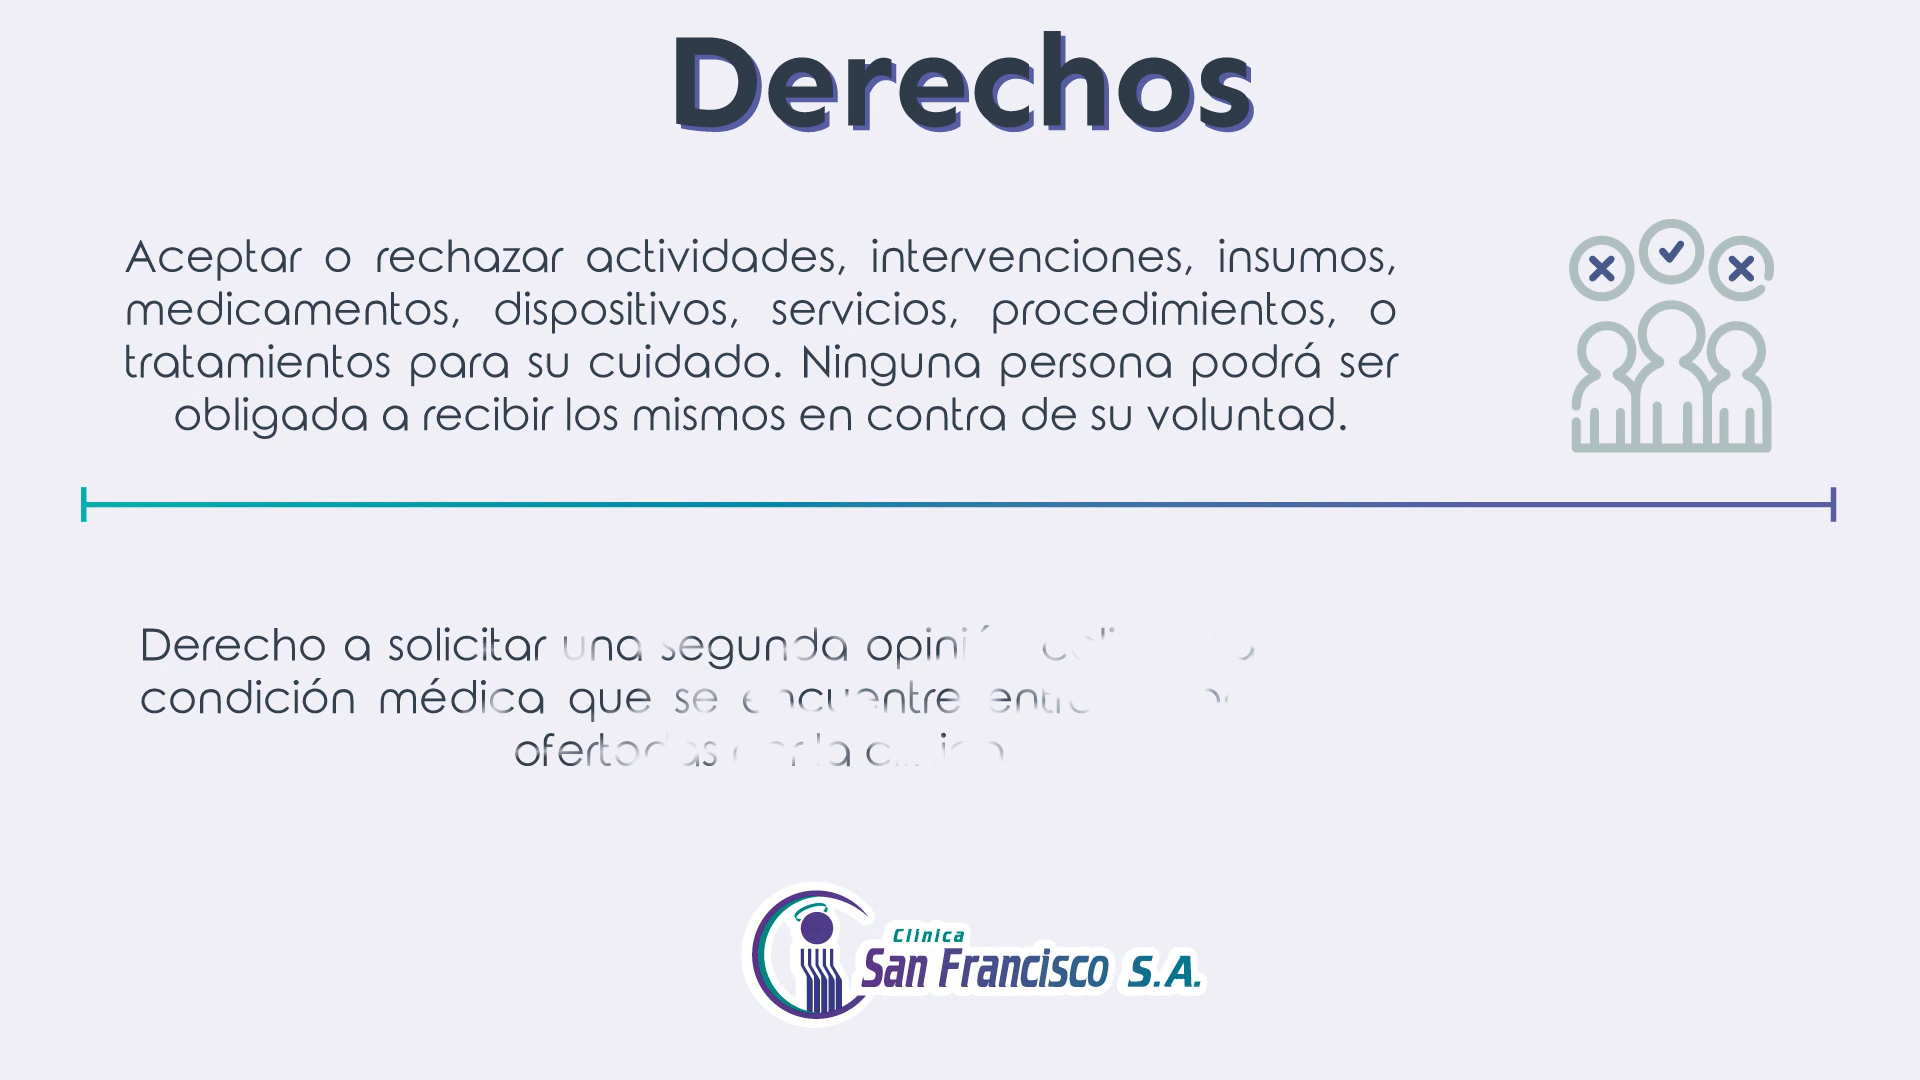 Derechos
Aceptar o rechazar actividades, intervenciones, insumos,
medicamentos, dispositivos, servicios, procedimientos, o
tratamientos para su cuidado. Ninguna persona podrá ser
obligada a recibir los mismos en contra de su voluntad.
Derecho a solicitar una segunda
condición médica que se encuentre
ofertadas
Clinica
San Francisco S.A.